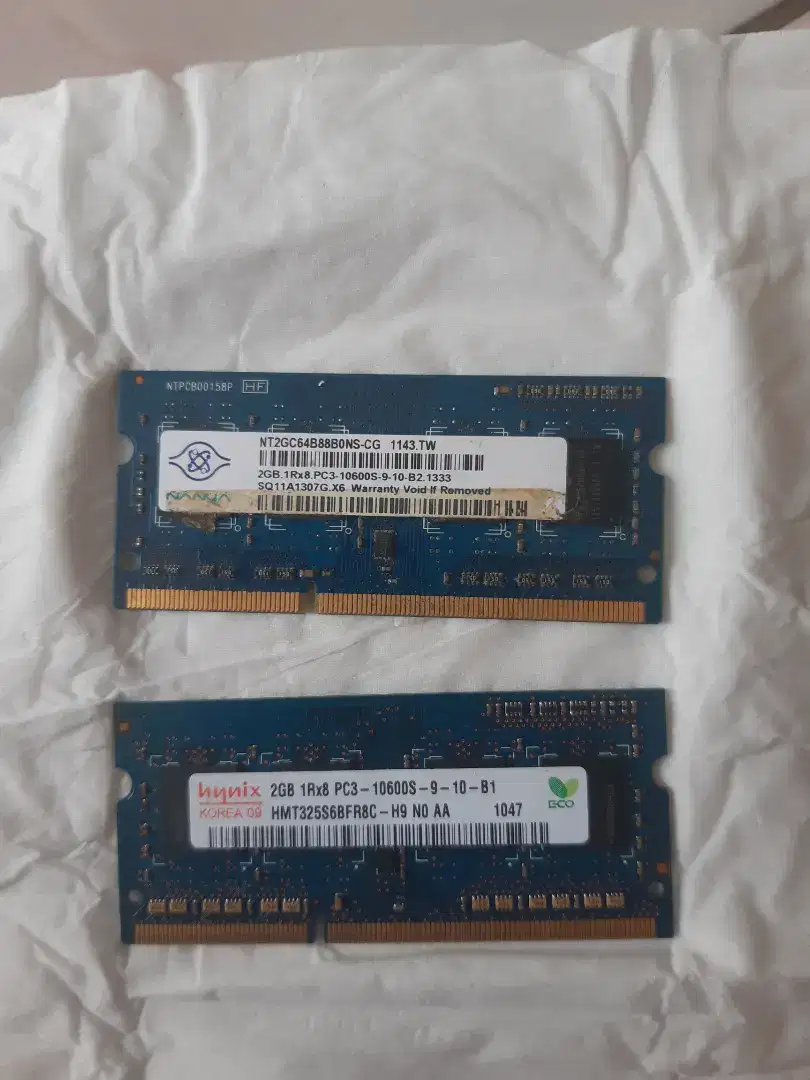 NTPCB00158P HF
NT2GC64B88B0NS-CG 1143.TW
2GB.1Rx8.PC3-10600S-9-10-B2.1333
SQ11A1307G.X6 Warranty Void If Removed
hynix 2GB 1Rx8 PC3-10600S-9-10-B1
KOREA 09 HMT325S6BFR8C-H9 N0 AA 1047
ECO